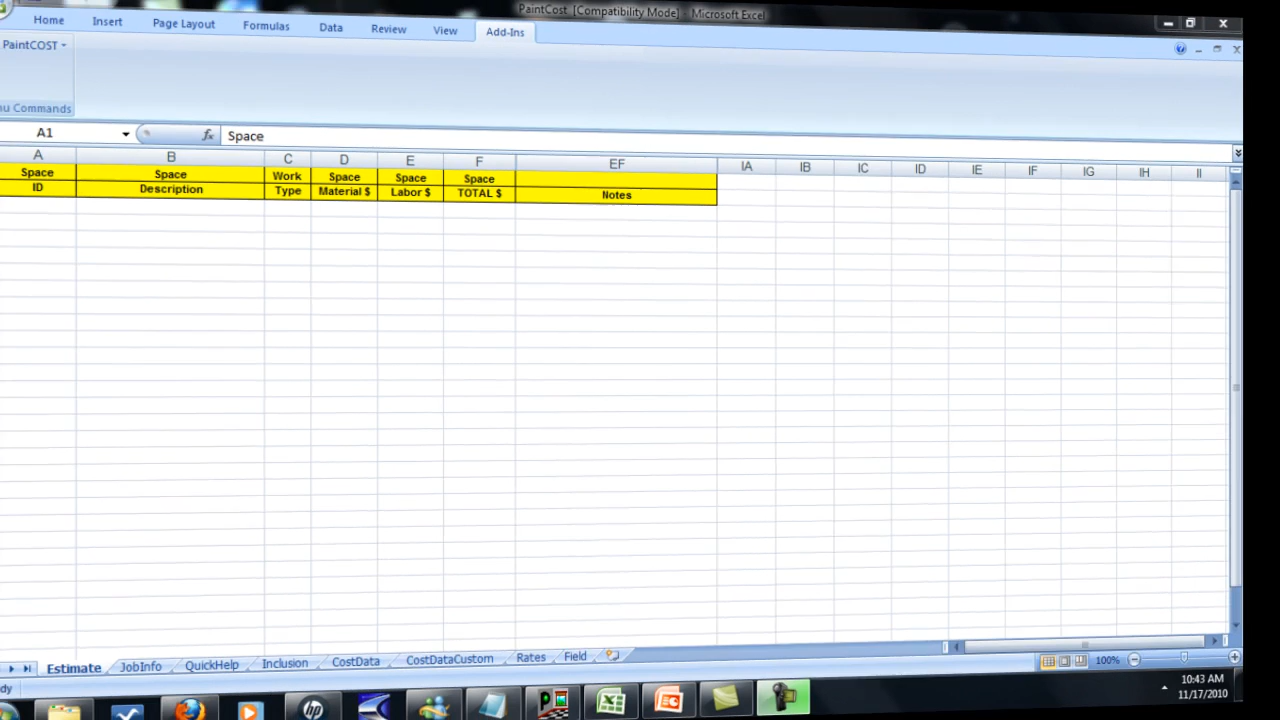 PaintCost [Compatibility Mode] - Microsoft Excel
Home Insert Page Layout Formulas Data Review View Add-Ins
PaintCOST
Commands
A1 fx Space
A B C D E F EF IA IB IC ID IE IF IG IH II
Space Space Work Space Space Space
ID Description Type Material $ Labor $ TOTAL $ Notes
Estimate JobInfo QuickHelp Inclusion CostData CostDataCustom Rates Field
100%
10:43 AM
11/17/2010
hp